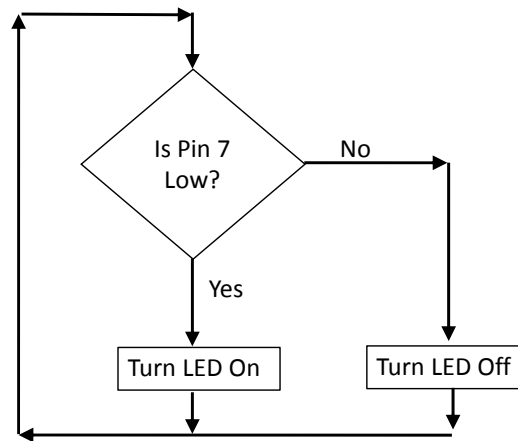 Is Pin 7
Low?
No
Yes
Turn LED On
Turn LED Off